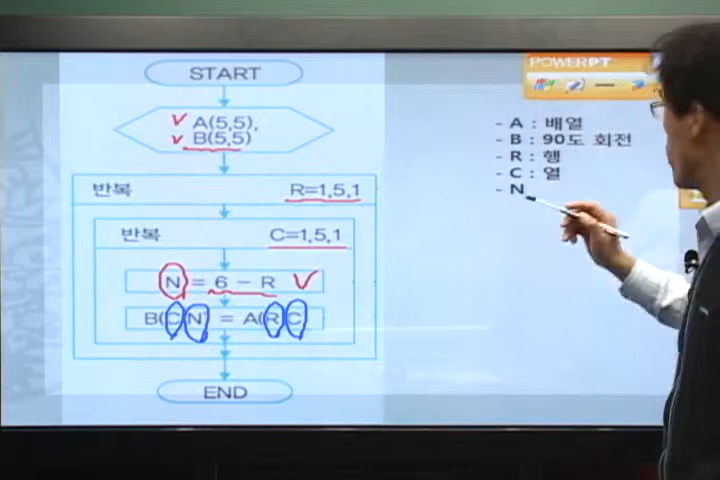 START
POWERPT
A(5,5),
B(5,5)
- A : 배열
- B : 90도 회전
- R : 행
- C : 열
- N
반복 R=1,5,1
반복 C=1,5,1
N = 6 - R
B(C,N) = A(R,C)
END